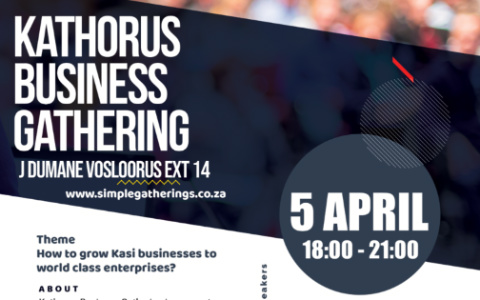 KATHORUS
BUSINESS
GATHERING
J DUMANE VOSLOORUS EXT 14
www.simplegatherings.co.za
5 APRIL
18:00 - 21:00
Theme
How to grow Kasi businesses to
world class enterprises?
ABOUT